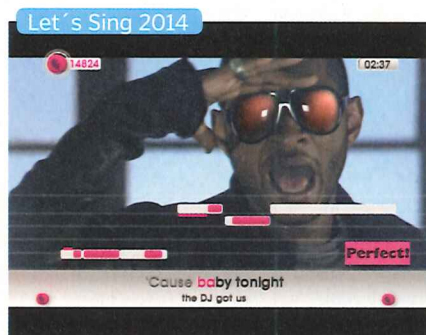 Let´s Sing 2014
14824
02:37
Perfect!
'Cause baby tonight
the DJ got us